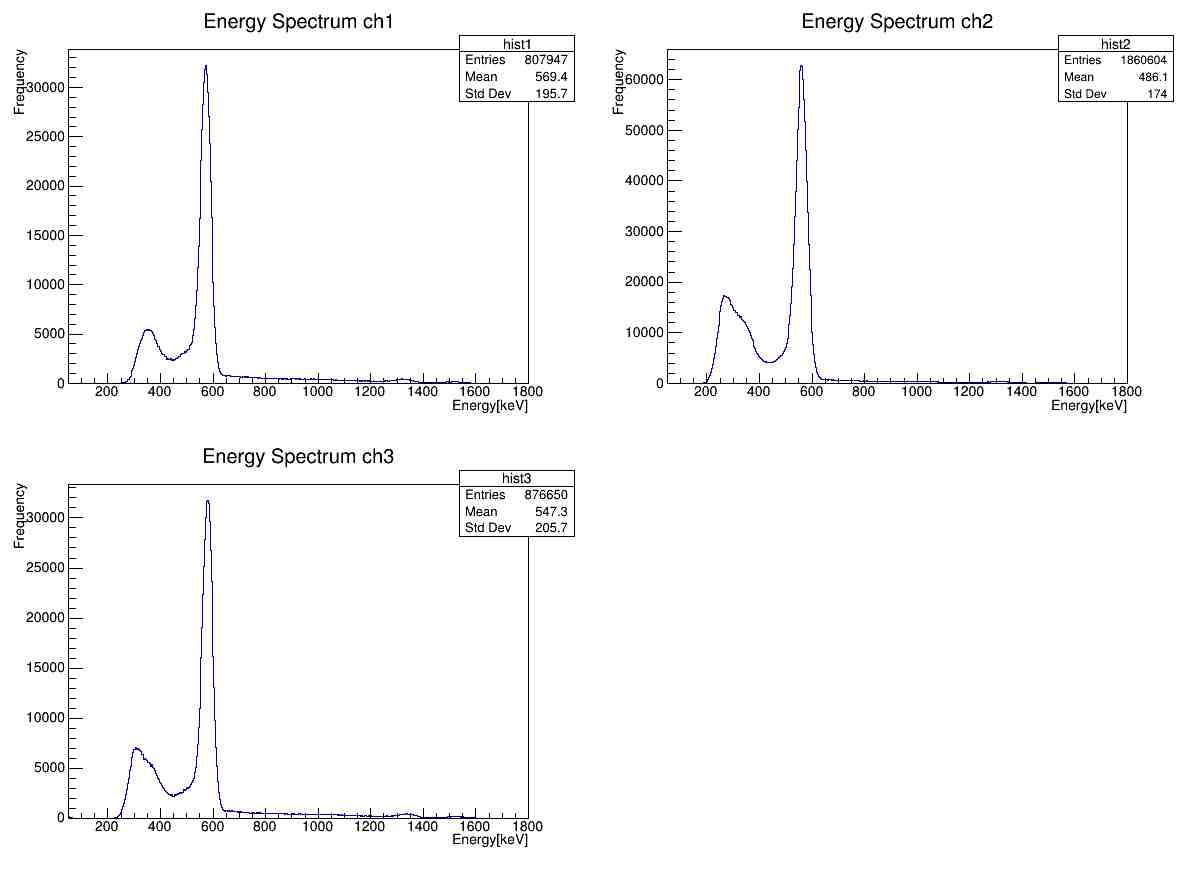 Energy Spectrum ch1
Frequency
hist1
Entries 807947
Mean 569.4
Std Dev 195.7
30000
25000
20000
15000
10000
5000
0
200 400 600 800 1000 1200 1400 1600 1800
Energy[keV]
Energy Spectrum ch2
Frequency
hist2
Entries 1860604
Mean 486.1
Std Dev 174
60000
50000
40000
30000
20000
10000
0
200 400 600 800 1000 1200 1400 1600 1800
Energy[keV]
Energy Spectrum ch3
Frequency
hist3
Entries 876650
Mean 547.3
Std Dev 205.7
30000
25000
20000
15000
10000
5000
0
200 400 600 800 1000 1200 1400 1600 1800
Energy[keV]